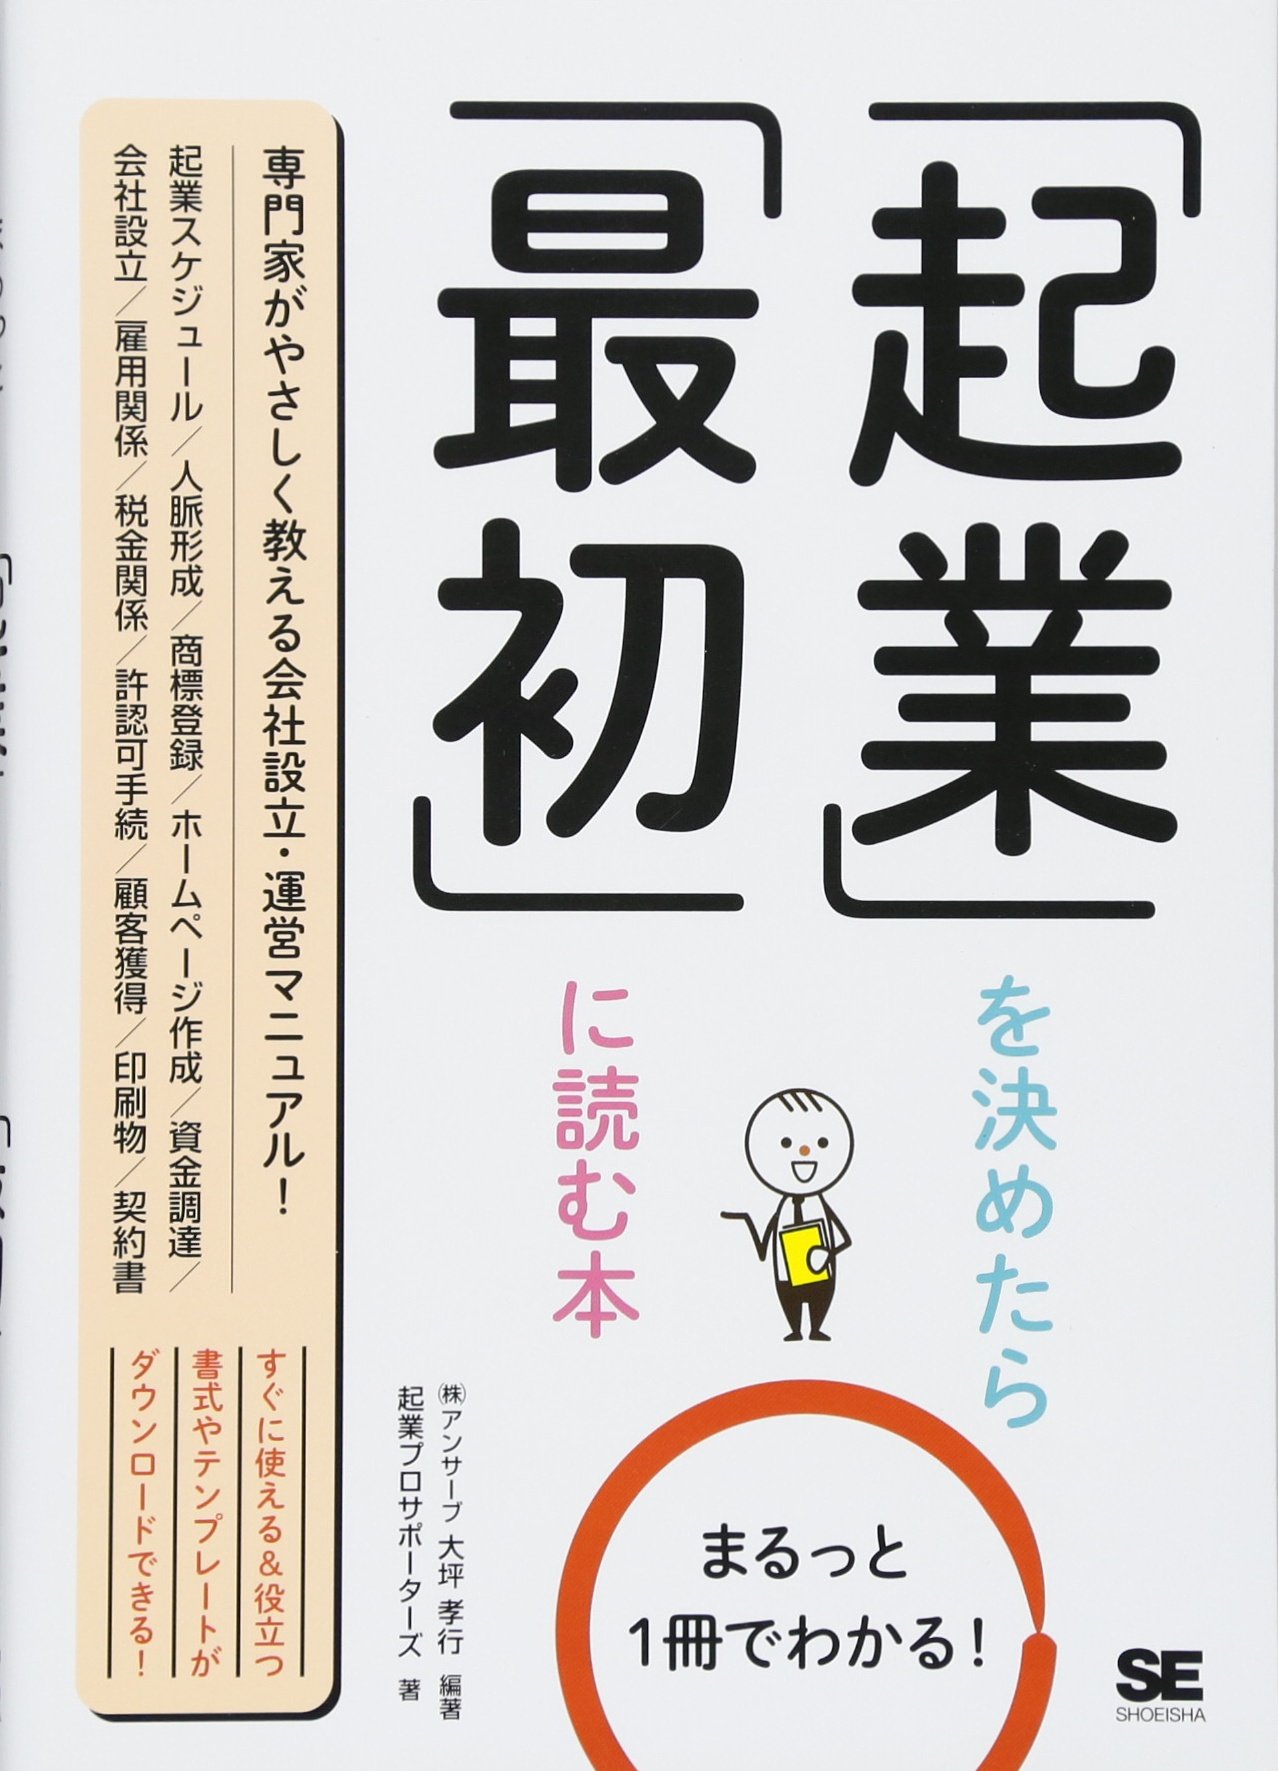 「起業」を決めたら
「最初」に読む本
まるっと
1冊でわかる!
㈱アンサーブ 大坪 孝行 編著
起業プロサポーターズ 著
専門家がやさしく教える会社設立・運営マニュアル!
起業スケジュール/人脈形成/商標登録/ホームページ作成/資金調達/
会社設立/雇用関係/税金関係/許認可手続/顧客獲得/印刷物/契約書
すぐに使える&役立つ
書式やテンプレートが
ダウンロードできる!
SE
SHOEISHA